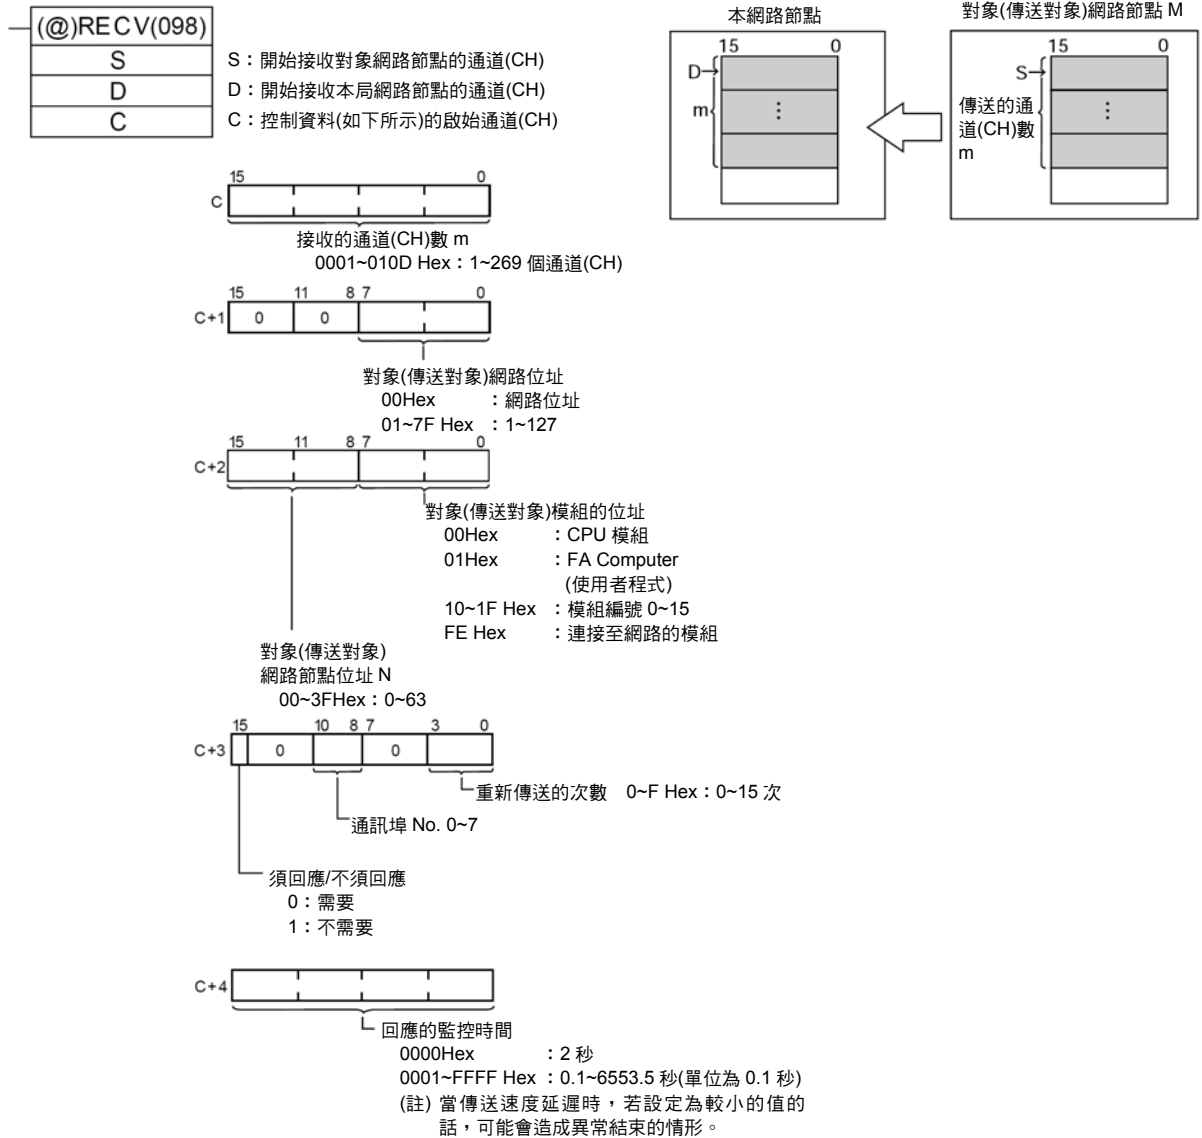 (@)RECV(098)
S
D
C
S：開始接收對象網路節點的通道(CH)
D：開始接收本局網路節點的通道(CH)
C：控制資料(如下所示)的啟始通道(CH)
本網路節點
15 0
D
m
⋮
對象(傳送對象)網路節點 M
15 0
S
傳送的通
道(CH)數
m
⋮
15 0
C
接收的通道(CH)數 m
0001~010D Hex：1~269 個通道(CH)
15 11 8 7 0
C+1 0 0
對象(傳送對象)網路位址
00Hex ：網路位址
01~7F Hex ：1~127
15 11 8 7 0
C+2
對象(傳送對象)模組的位址
00Hex ：CPU 模組
01Hex ：FA Computer
(使用者程式)
10~1F Hex ：模組編號 0~15
FE Hex ：連接至網路的模組
對象(傳送對象)
網路節點位址 N
00~3FHex：0~63
15 10 8 7 3 0
C+3 0 0
重新傳送的次數 0~F Hex：0~15 次
通訊埠 No. 0~7
須回應/不須回應
0：需要
1：不需要
C+4
回應的監控時間
0000Hex ：2 秒
0001~FFFF Hex ：0.1~6553.5 秒(單位為 0.1 秒)
(註) 當傳送速度延遲時，若設定為較小的值的
話，可能會造成異常結束的情形。